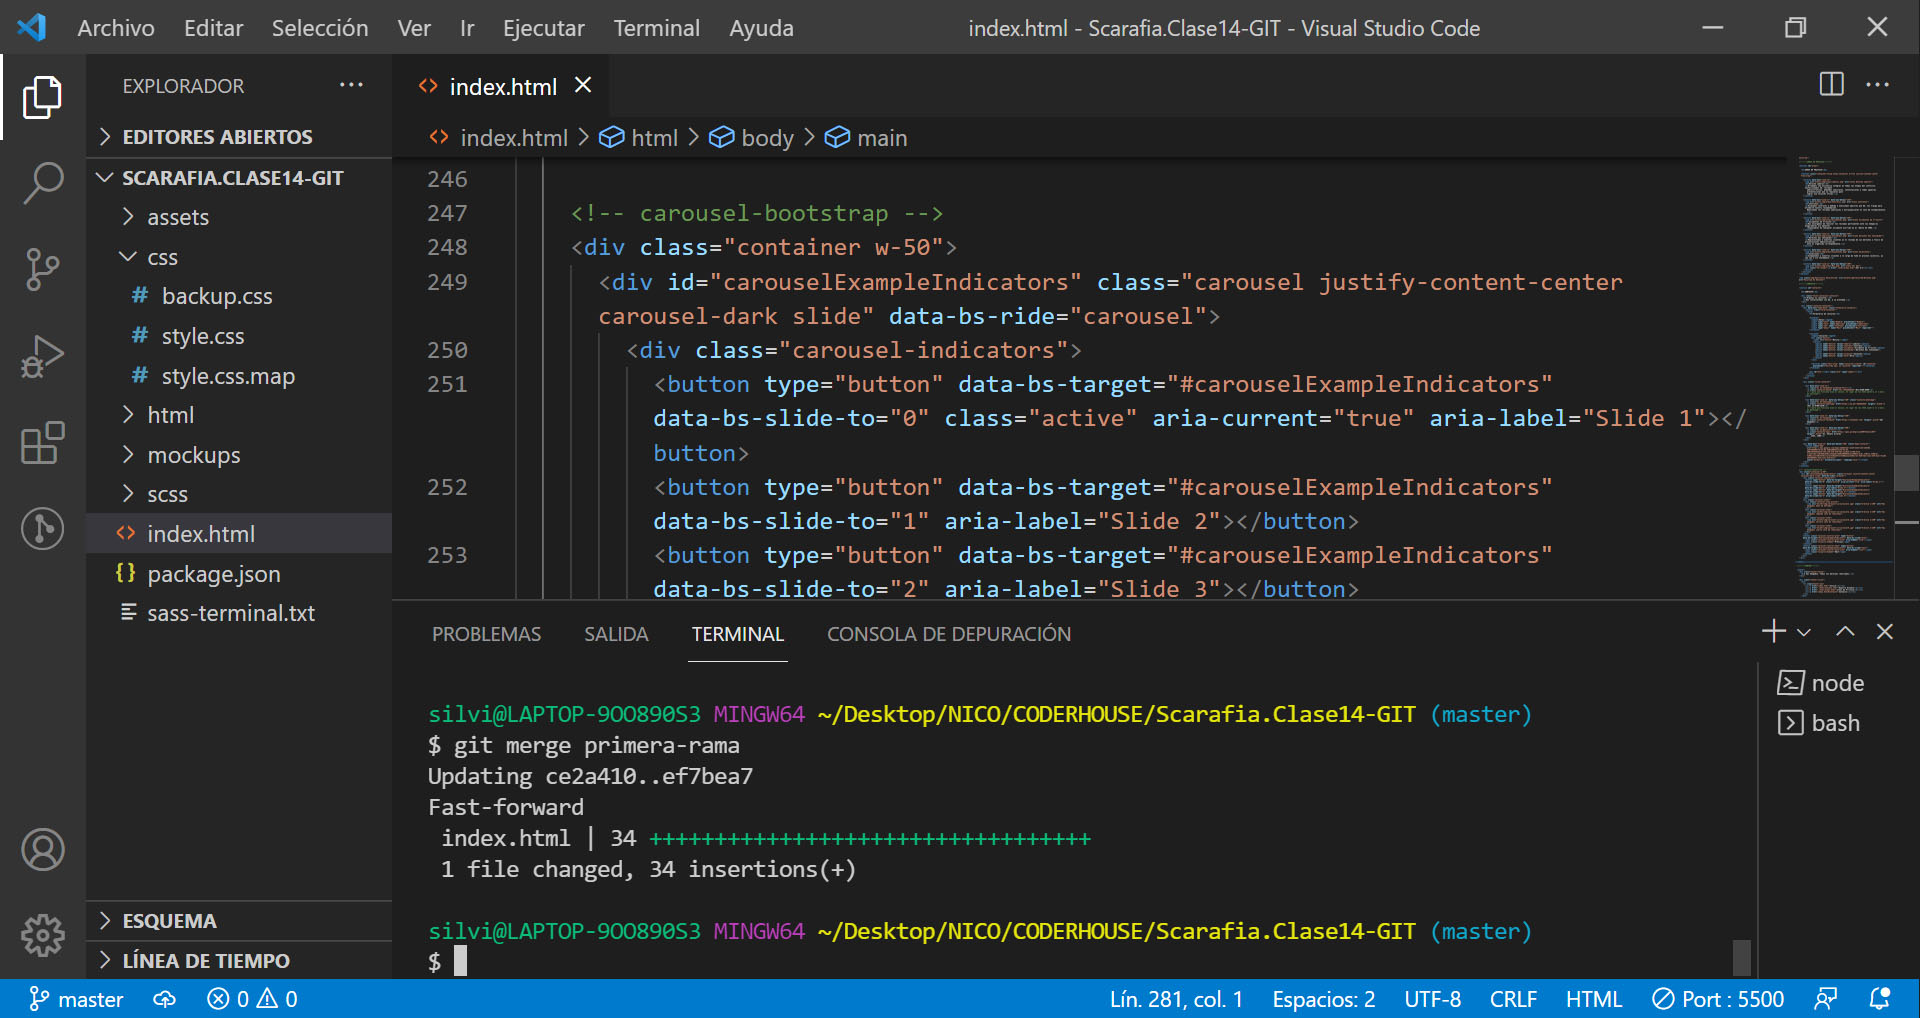 Archivo Editar Selección Ver Ir Ejecutar Terminal Ayuda index.html - Scarafia.Clase14-GIT - Visual Studio Code
EXPLORADOR
EDITORES ABIERTOS
SCARAFIA.CLASE14-GIT
assets
css
# backup.css
# style.css
# style.css.map
html
mockups
scss
<> index.html
{} package.json
sass-terminal.txt
ESQUEMA
LÍNEA DE TIEMPO
<> index.html
<> index.html > html > body > main
246
247 <!-- carousel-bootstrap -->
248 <div class="container w-50">
249 <div id="carouselExampleIndicators" class="carousel justify-content-center
carousel-dark slide" data-bs-ride="carousel">
250 <div class="carousel-indicators">
251 <button type="button" data-bs-target="#carouselExampleIndicators"
data-bs-slide-to="0" class="active" aria-current="true" aria-label="Slide 1"></
button>
252 <button type="button" data-bs-target="#carouselExampleIndicators"
data-bs-slide-to="1" aria-label="Slide 2"></button>
253 <button type="button" data-bs-target="#carouselExampleIndicators"
data-bs-slide-to="2" aria-label="Slide 3"></button>
PROBLEMAS SALIDA TERMINAL CONSOLA DE DEPURACIÓN
silvi@LAPTOP-9OO890S3 MINGW64 ~/Desktop/NICO/CODERHOUSE/Scarafia.Clase14-GIT (master)
$ git merge primera-rama
Updating ce2a410..ef7bea7
Fast-forward
index.html | 34 ++++++++++++++++++++++++++++++++++
1 file changed, 34 insertions(+)
silvi@LAPTOP-9OO890S3 MINGW64 ~/Desktop/NICO/CODERHOUSE/Scarafia.Clase14-GIT (master)
$
node
bash
master 0 0 Lín. 281, col. 1 Espacios: 2 UTF-8 CRLF HTML Port : 5500